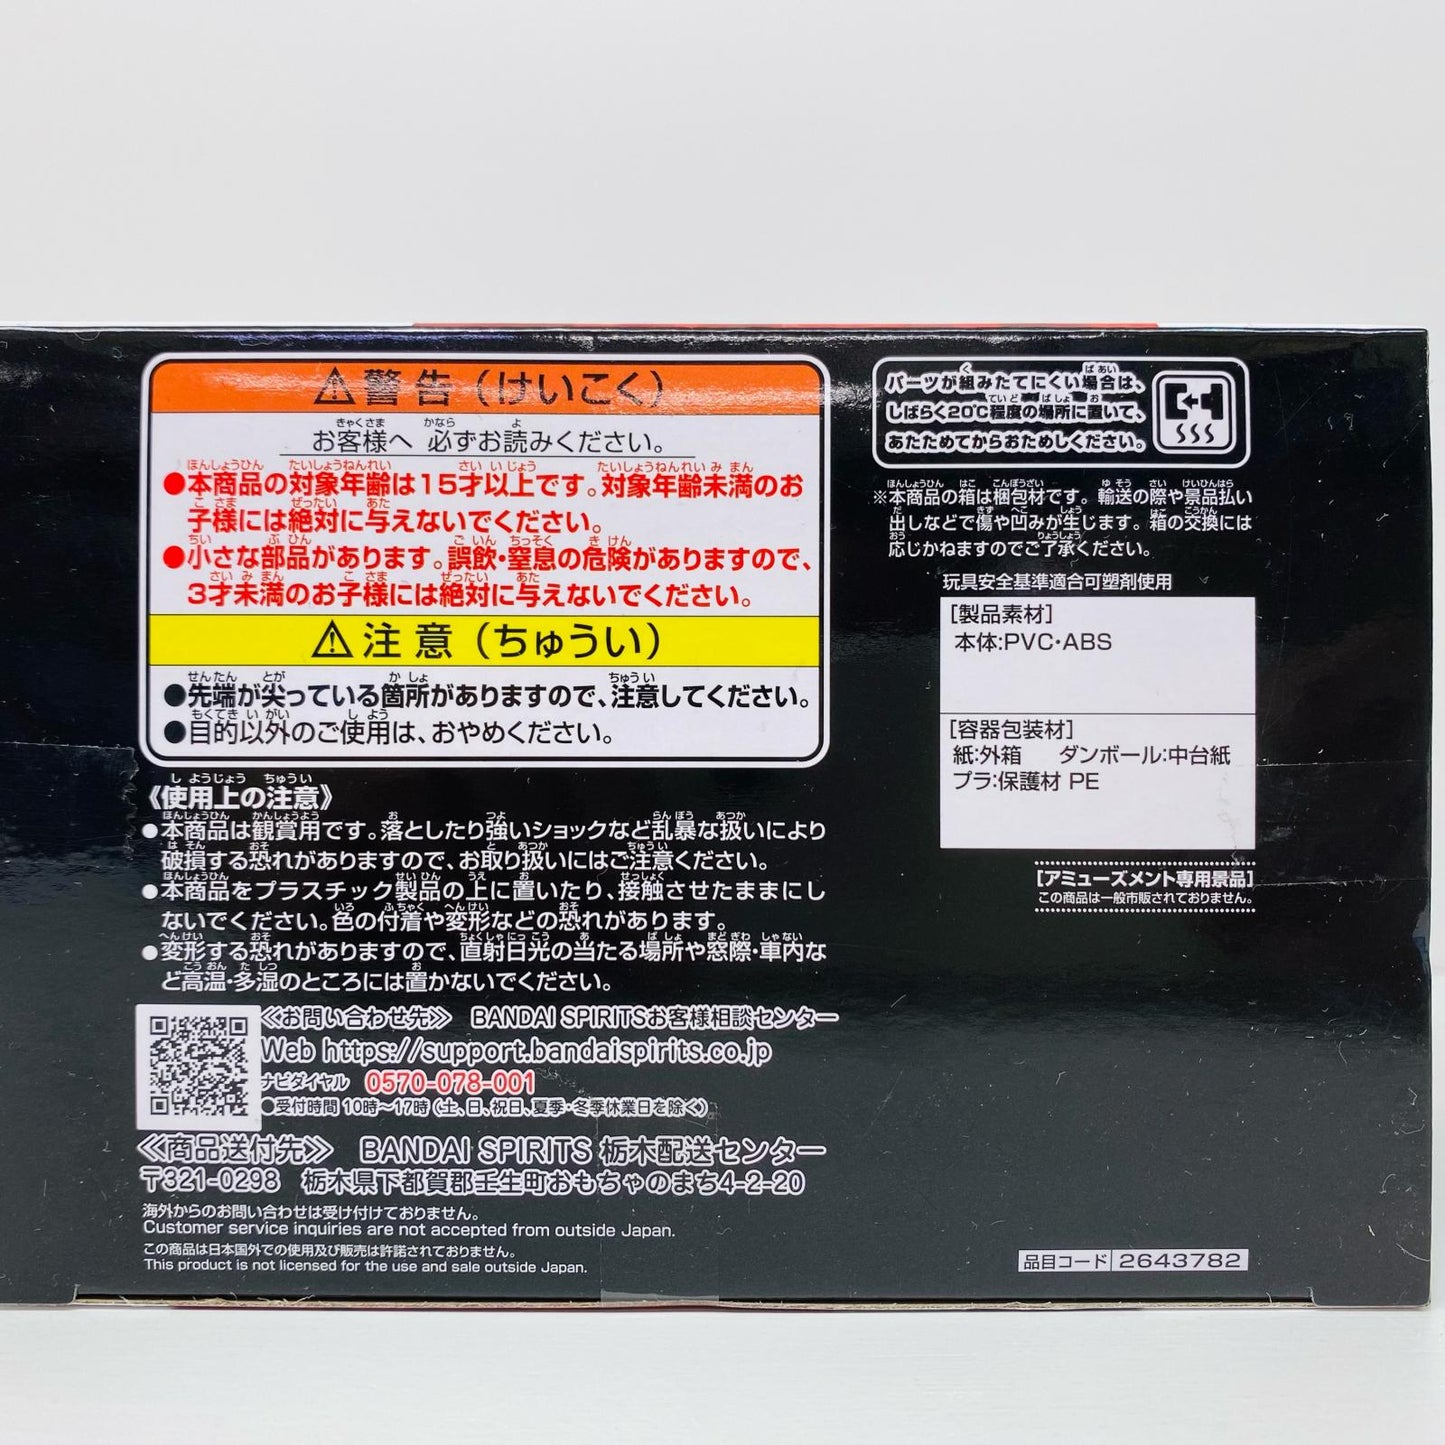 ⚠警告（けいこく）
お客様へ 必ずお読みください。
●本商品の対象年齢は15才以上です。対象年齢未満のお
子様には絶対に与えないでください。
●小さな部品があります。誤飲・窒息の危険がありますので、
3才未満のお子様には絶対に与えないでください。
⚠注意（ちゅうい）
●先端が尖っている箇所がありますので、注意してください。
●目的以外のご使用は、おやめください。
《使用上の注意》
●本商品は観賞用です。落としたり強いショックなど乱暴な扱いにより
破損する恐れがありますので、お取り扱いにはご注意ください。
●本商品をプラスチック製品の上に置いたり、接触させたままにし
ないでください。色の付着や変形などの恐れがあります。
●変形する恐れがありますので、直射日光の当たる場所や窓際・車内な
ど高温・多湿のところには置かないでください。
≪お問い合わせ先≫ BANDAI SPIRITSお客様相談センター
Web https://support.bandaispirits.co.jp
ナビダイヤル 0570-078-001
●受付時間 10時〜17時（土、日、祝日、夏季・冬季休業日を除く）
≪商品送付先≫ BANDAI SPIRITS 栃木配送センター
〒321-0298 栃木県下都賀郡壬生町おもちゃのまち4-2-20
海外からのお問い合わせは受け付けておりません。
Customer service inquiries are not accepted from outside Japan.
この商品は日本国外での使用及び販売は許諾されておりません。
This product is not licensed for the use and sale outside Japan.
パーツが組みたてにくい場合は、
しばらく20℃程度の場所に置いて、
あたためてからおためしください。
※本商品の箱は梱包材です。輸送の際や景品払い
出しなどで傷や凹みが生じます。箱の交換には
応じかねますのでご了承ください。
玩具安全基準適合可塑剤使用
[製品素材]
本体:PVC・ABS
[容器包装材]
紙:外箱 ダンボール:中台紙
プラ:保護材 PE
[アミューズメント専用景品]
この商品は一般市販されておりません。
品目コード 2643782